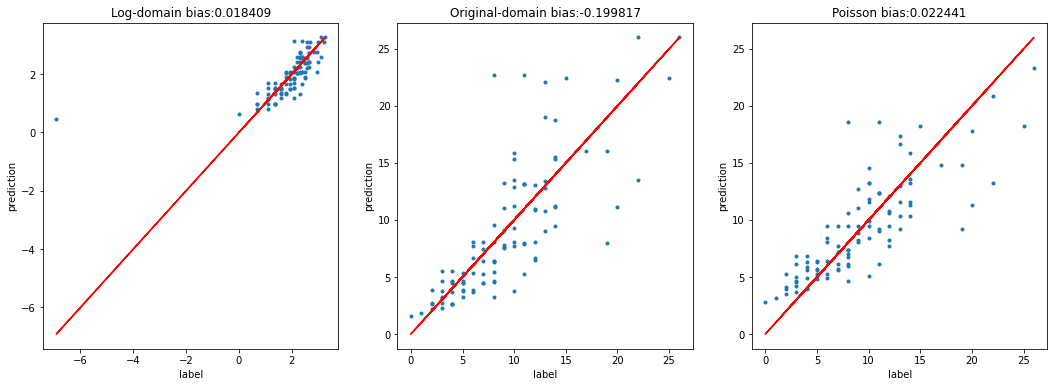 Log-domain bias:0.018409
prediction
2
0
−2
−4
−6
−6 −4 −2 0 2
label
Original-domain bias:-0.199817
prediction
25
20
15
10
5
0
0 5 10 15 20 25
label
Poisson bias:0.022441
prediction
25
20
15
10
5
0
0 5 10 15 20 25
label